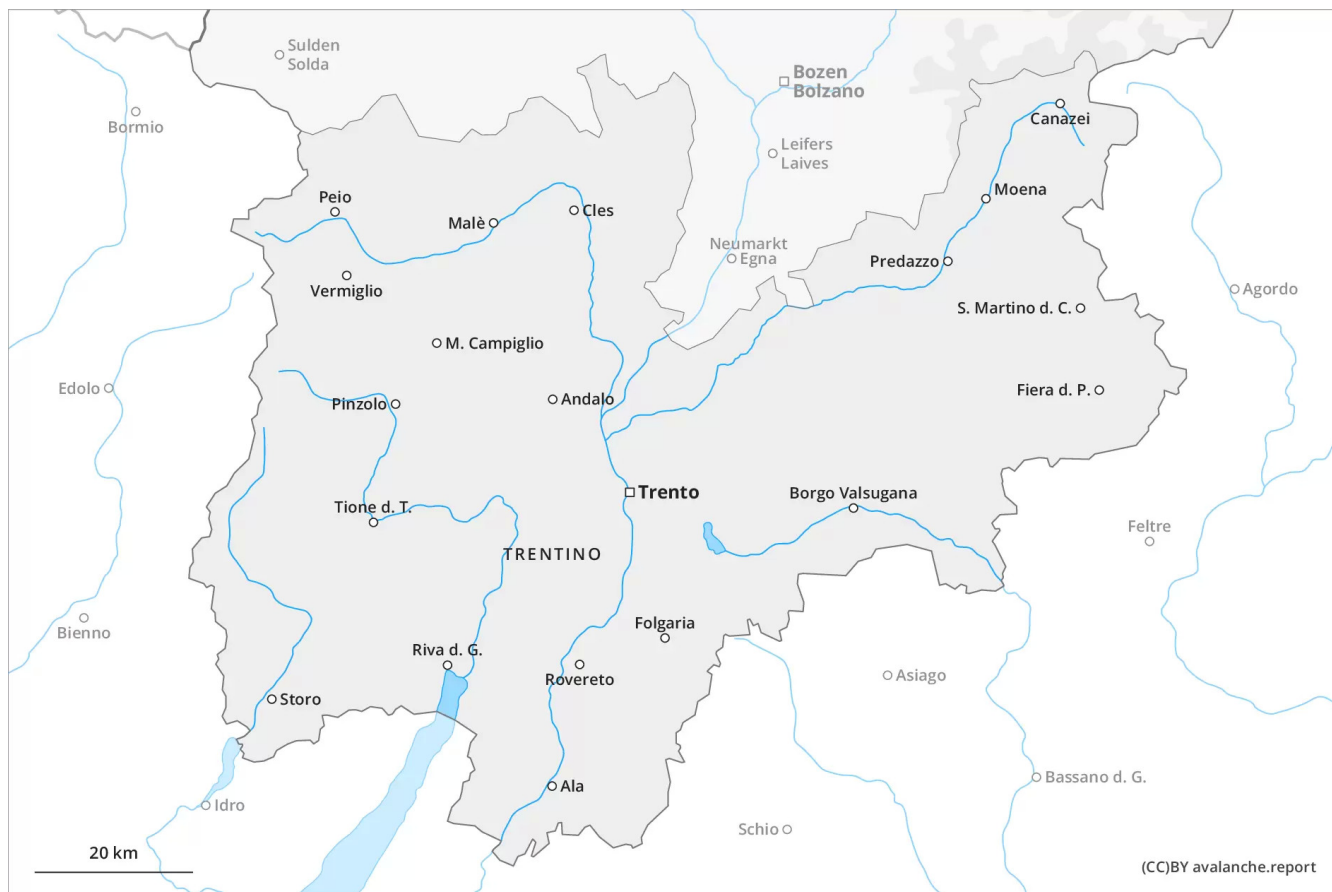 Sulden
Solda
Bozen
Bolzano
Bormio
Canazei
Leifers
Laives
Moena
Peio
Malè
Cles
Neumarkt
Egna
Predazzo
Vermiglio
Agordo
S. Martino d. C.
M. Campiglio
Edolo
Fiera d. P.
Pinzolo
Andalo
Trento
Borgo Valsugana
Tione d. T.
Feltre
TRENTINO
Bienno
Folgaria
Riva d. G.
Rovereto
Asiago
Storo
Bassano d. G.
Ala
Idro
Schio
20 km
(CC)BY avalanche.report